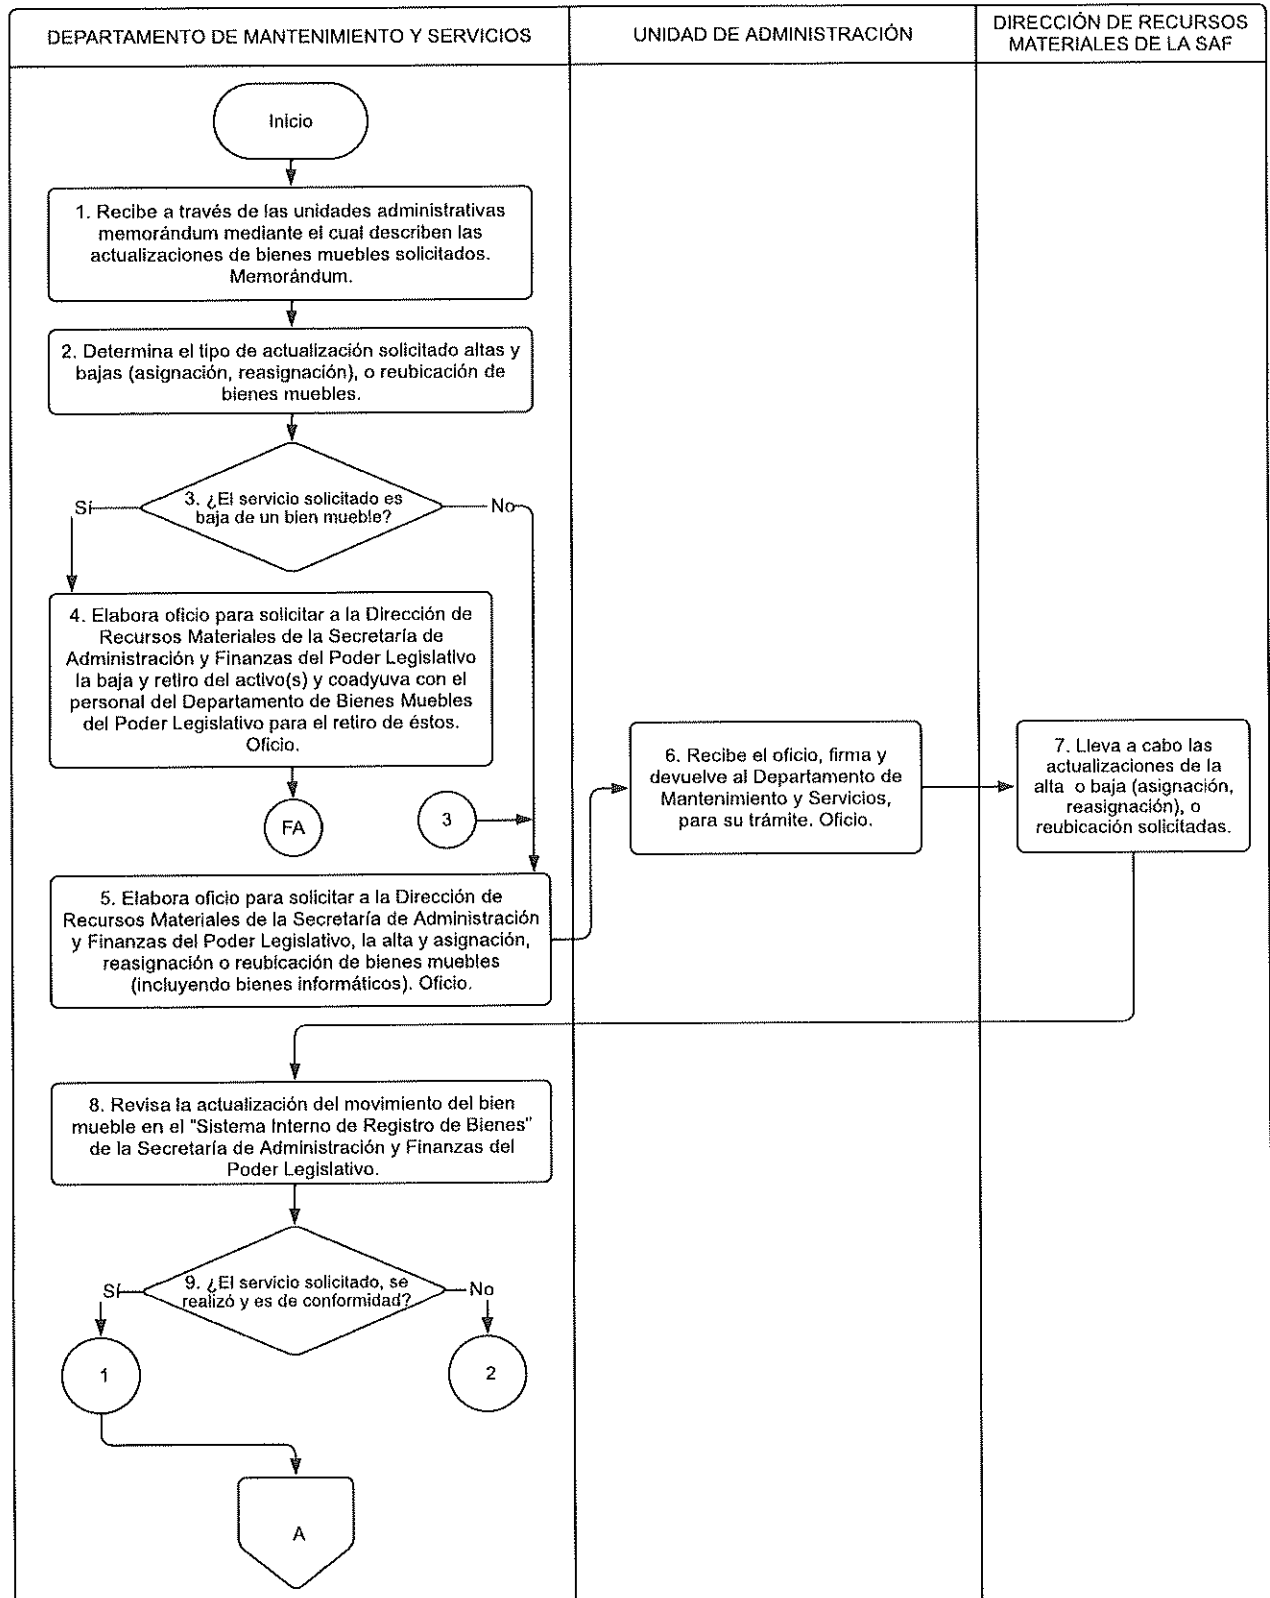 DEPARTAMENTO DE MANTENIMIENTO Y SERVICIOS
UNIDAD DE ADMINISTRACIÓN
DIRECCIÓN DE RECURSOS
MATERIALES DE LA SAF
Inicio
1. Recibe a través de las unidades administrativas
memorándum mediante el cual describen las
actualizaciones de bienes muebles solicitados.
Memorándum.
2. Determina el tipo de actualización solicitado altas y
bajas (asignación, reasignación), o reubicación de
bienes muebles.
3. ¿El servicio solicitado es
baja de un bien mueble?
Sí
No
4. Elabora oficio para solicitar a la Dirección de
Recursos Materiales de la Secretaría de
Administración y Finanzas del Poder Legislativo
la baja y retiro del activo(s) y coadyuva con el
personal del Departamento de Bienes Muebles
del Poder Legislativo para el retiro de éstos.
Oficio.
FA
3
5. Elabora oficio para solicitar a la Dirección de
Recursos Materiales de la Secretaría de Administración
y Finanzas del Poder Legislativo, la alta y asignación,
reasignación o reubicación de bienes muebles
(incluyendo bienes informáticos). Oficio.
6. Recibe el oficio, firma y
devuelve al Departamento de
Mantenimiento y Servicios,
para su trámite. Oficio.
7. Lleva a cabo las
actualizaciones de la
alta o baja (asignación,
reasignación), o
reubicación solicitadas.
8. Revisa la actualización del movimiento del bien
mueble en el "Sistema Interno de Registro de Bienes"
de la Secretaría de Administración y Finanzas del
Poder Legislativo.
9. ¿El servicio solicitado, se
realizó y es de conformidad?
Sí
No
1
2
A